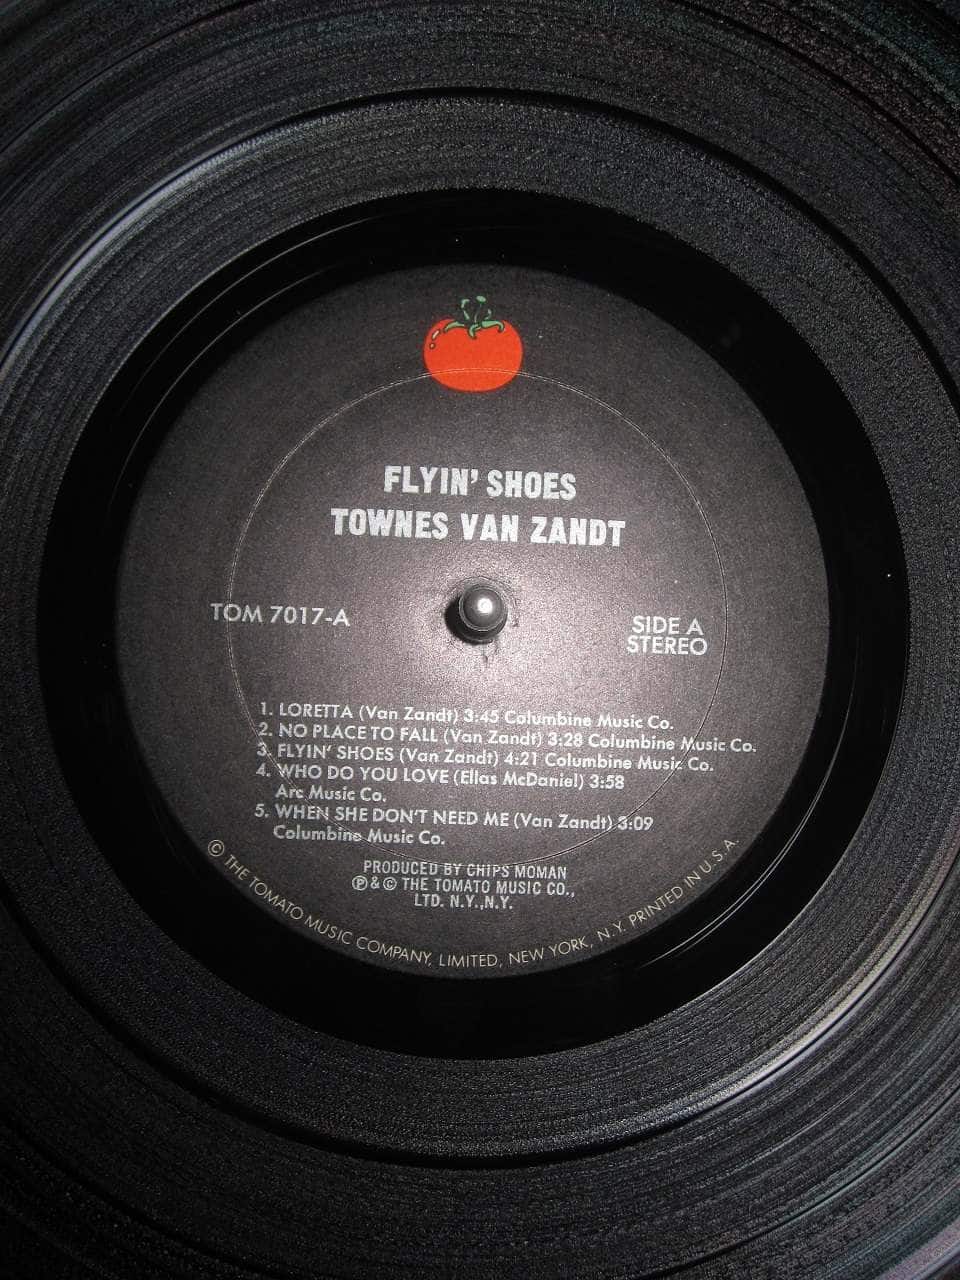 FLYIN' SHOES
TOWNES VAN ZANDT
TOM 7017-A
SIDE A
STEREO
1. LORETTA (Van Zandt) 3:45 Columbine Music Co.
2. NO PLACE TO FALL (Van Zandt) 3:28 Columbine Music Co.
3. FLYIN' SHOES (Van Zandt) 4:21 Columbine Music Co.
4. WHO DO YOU LOVE (Ellas McDaniel) 3:58
Arc Music Co.
5. WHEN SHE DON'T NEED ME (Van Zandt) 3:09
Columbine Music Co.
PRODUCED BY CHIPS MOMAN
℗ & © THE TOMATO MUSIC CO.,
LTD. N.Y.,N.Y.
© THE TOMATO MUSIC COMPANY, LIMITED, NEW YORK, N.Y. PRINTED IN U.S.A.